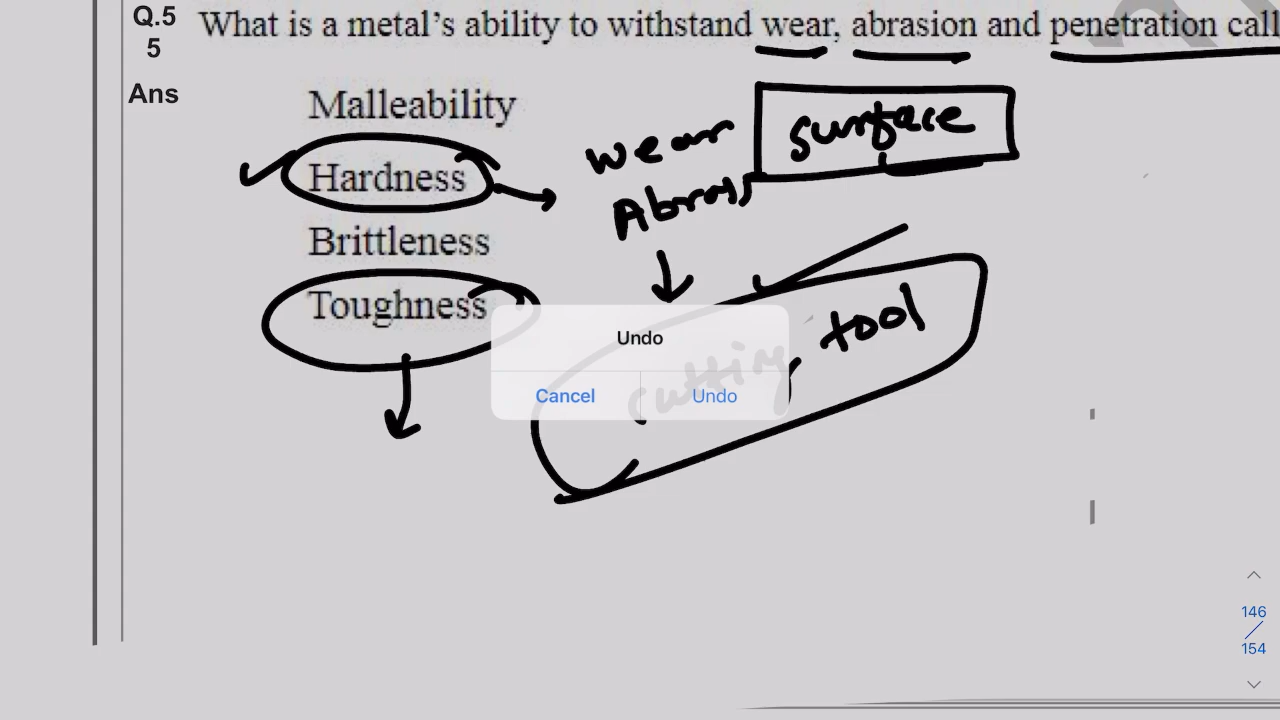 Q.5
5
What is a metal's ability to withstand wear, abrasion and penetration call
Ans
Malleability
Hardness
Brittleness
Toughness
wear
surface
Abras
cutting tool
Undo
Cancel
Undo
146
154